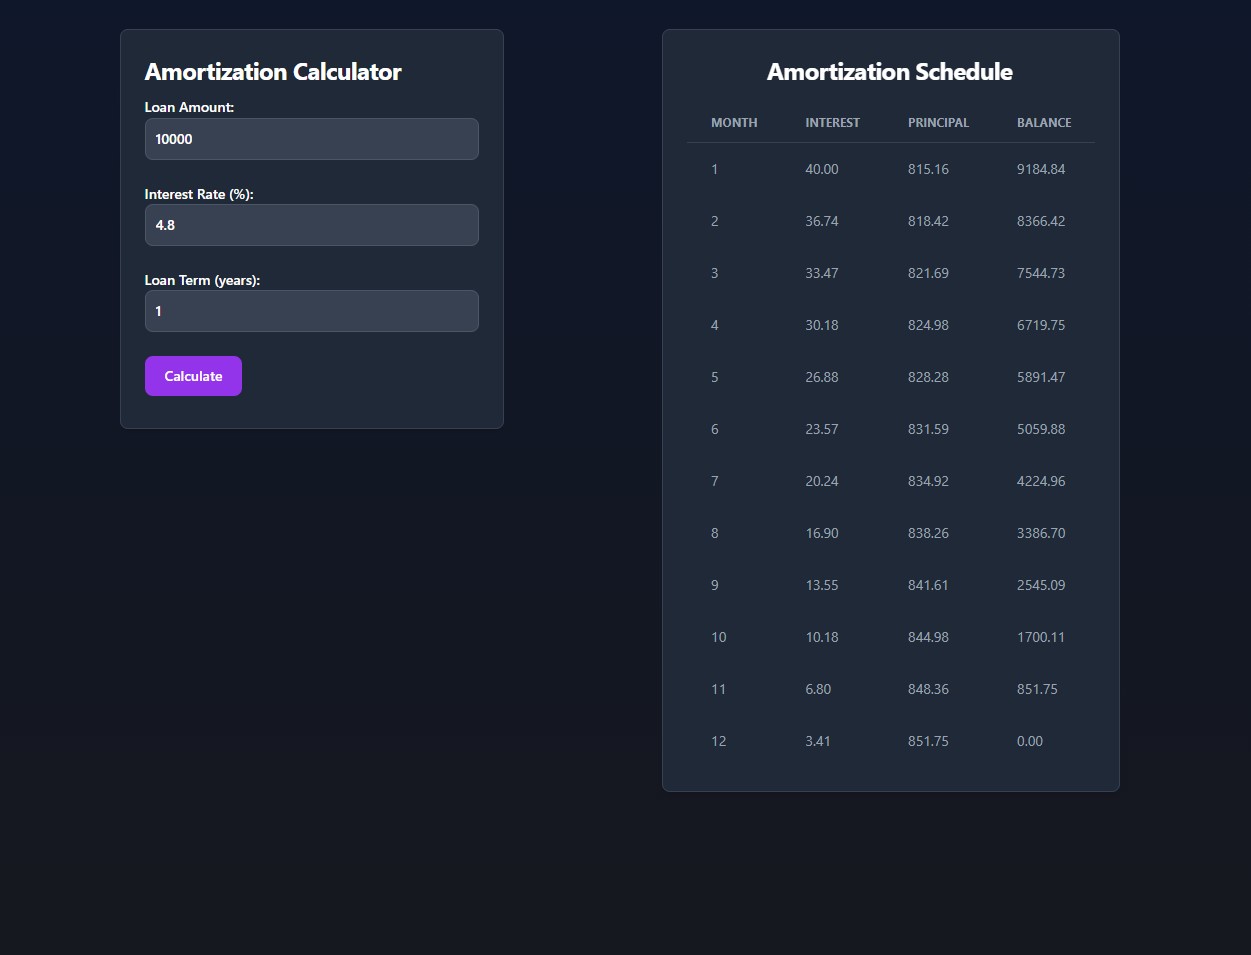 Amortization Calculator
Loan Amount:
10000
Interest Rate (%):
4.8
Loan Term (years):
1
Calculate
Amortization Schedule
MONTH INTEREST PRINCIPAL BALANCE
1 40.00 815.16 9184.84
2 36.74 818.42 8366.42
3 33.47 821.69 7544.73
4 30.18 824.98 6719.75
5 26.88 828.28 5891.47
6 23.57 831.59 5059.88
7 20.24 834.92 4224.96
8 16.90 838.26 3386.70
9 13.55 841.61 2545.09
10 10.18 844.98 1700.11
11 6.80 848.36 851.75
12 3.41 851.75 0.00